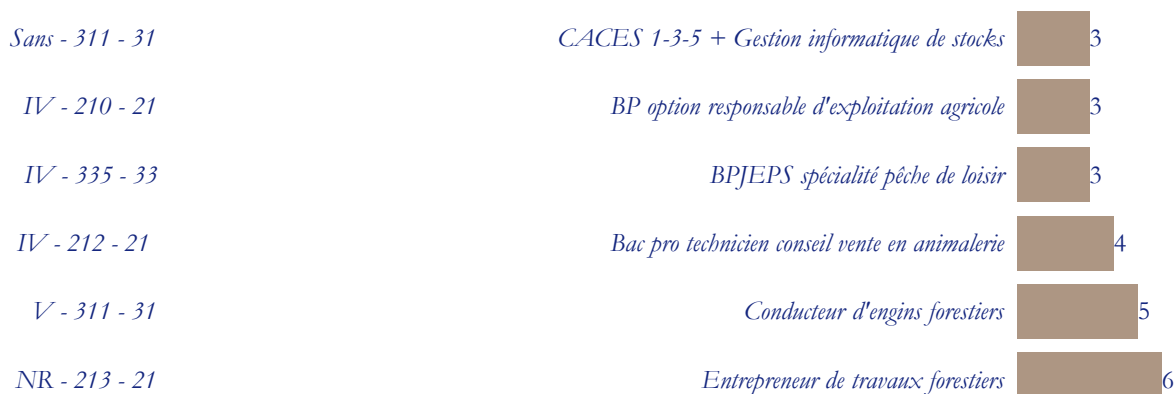 Sans - 311 - 31 CACES 1-3-5 + Gestion informatique de stocks 3
IV - 210 - 21 BP option responsable d'exploitation agricole 3
IV - 335 - 33 BPJEPS spécialité pêche de loisir 3
IV - 212 - 21 Bac pro technicien conseil vente en animalerie 4
V - 311 - 31 Conducteur d'engins forestiers 5
NR - 213 - 21 Entrepreneur de travaux forestiers 6